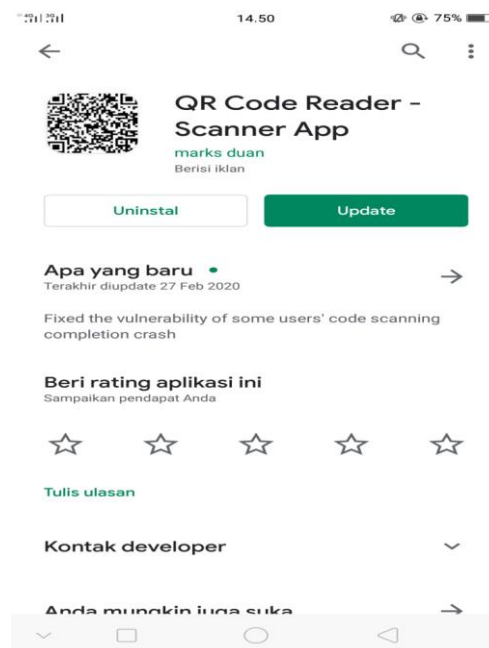 4G 3G 14.50 75%
QR Code Reader -
Scanner App
marks duan
Berisi iklan
Uninstal Update
Apa yang baru
Terakhir diupdate 27 Feb 2020
Fixed the vulnerability of some users' code scanning
completion crash
Beri rating aplikasi ini
Sampaikan pendapat Anda
Tulis ulasan
Kontak developer
Anda mungkin juga suka